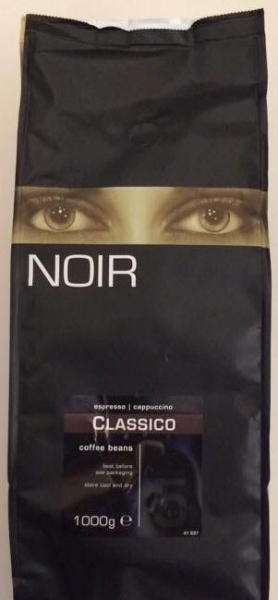 NOIR
espresso | cappuccino
CLASSICO
coffee beans
best before
see packaging
store cool and dry
1000g ℮